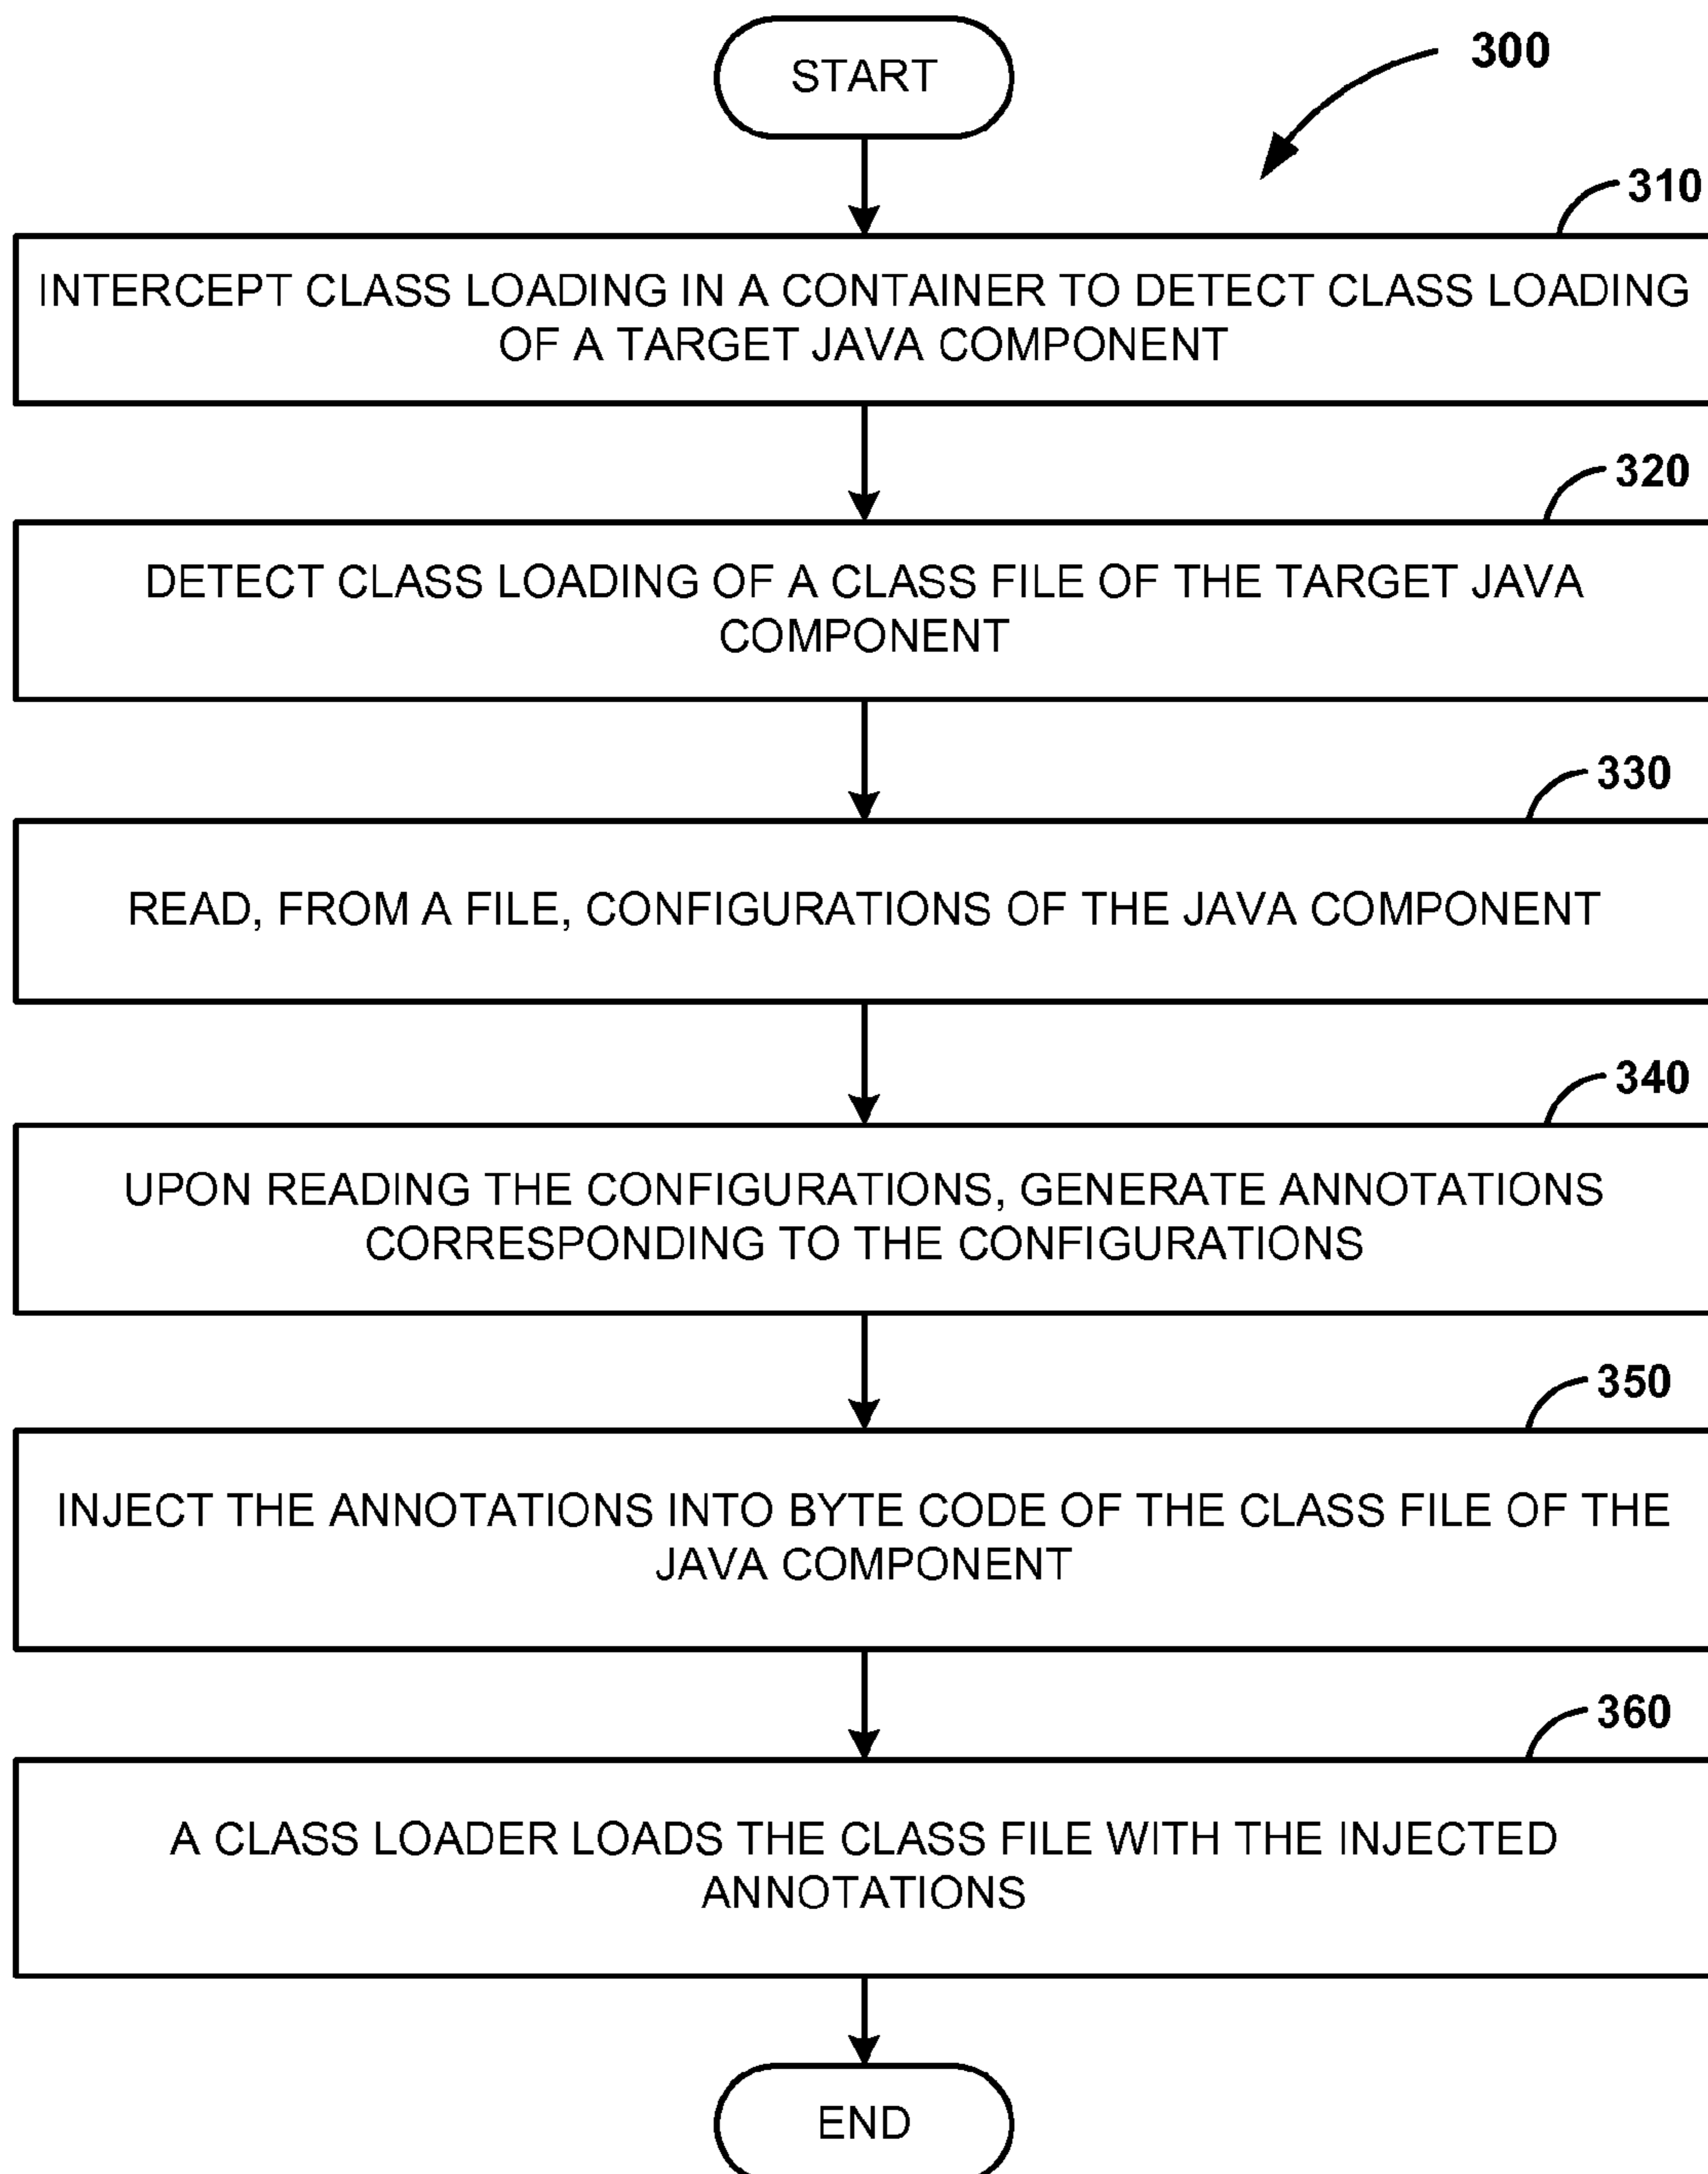 START
300
310
INTERCEPT CLASS LOADING IN A CONTAINER TO DETECT CLASS LOADING
OF A TARGET JAVA COMPONENT
320
DETECT CLASS LOADING OF A CLASS FILE OF THE TARGET JAVA
COMPONENT
330
READ, FROM A FILE, CONFIGURATIONS OF THE JAVA COMPONENT
340
UPON READING THE CONFIGURATIONS, GENERATE ANNOTATIONS
CORRESPONDING TO THE CONFIGURATIONS
350
INJECT THE ANNOTATIONS INTO BYTE CODE OF THE CLASS FILE OF THE
JAVA COMPONENT
360
A CLASS LOADER LOADS THE CLASS FILE WITH THE INJECTED
ANNOTATIONS
END